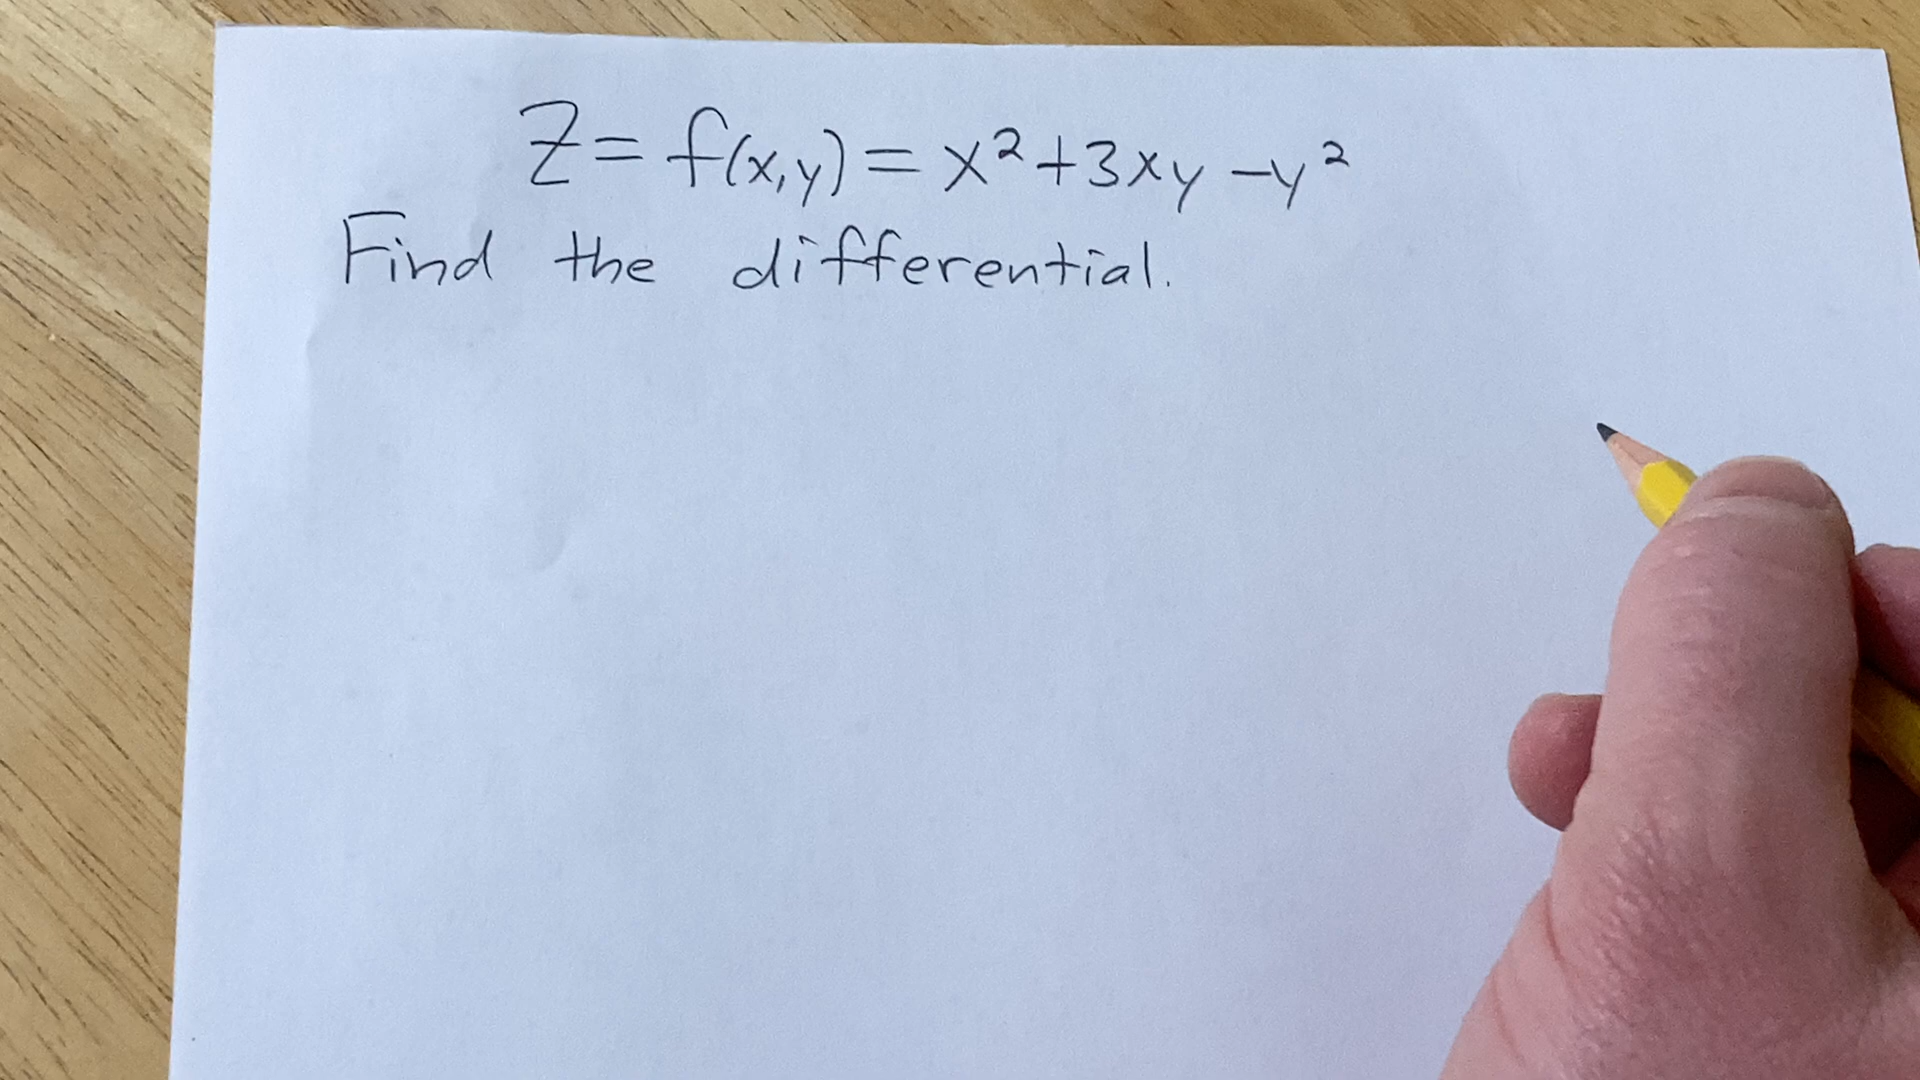 Z = f(x,y) = x² + 3xy - y²
Find the differential.